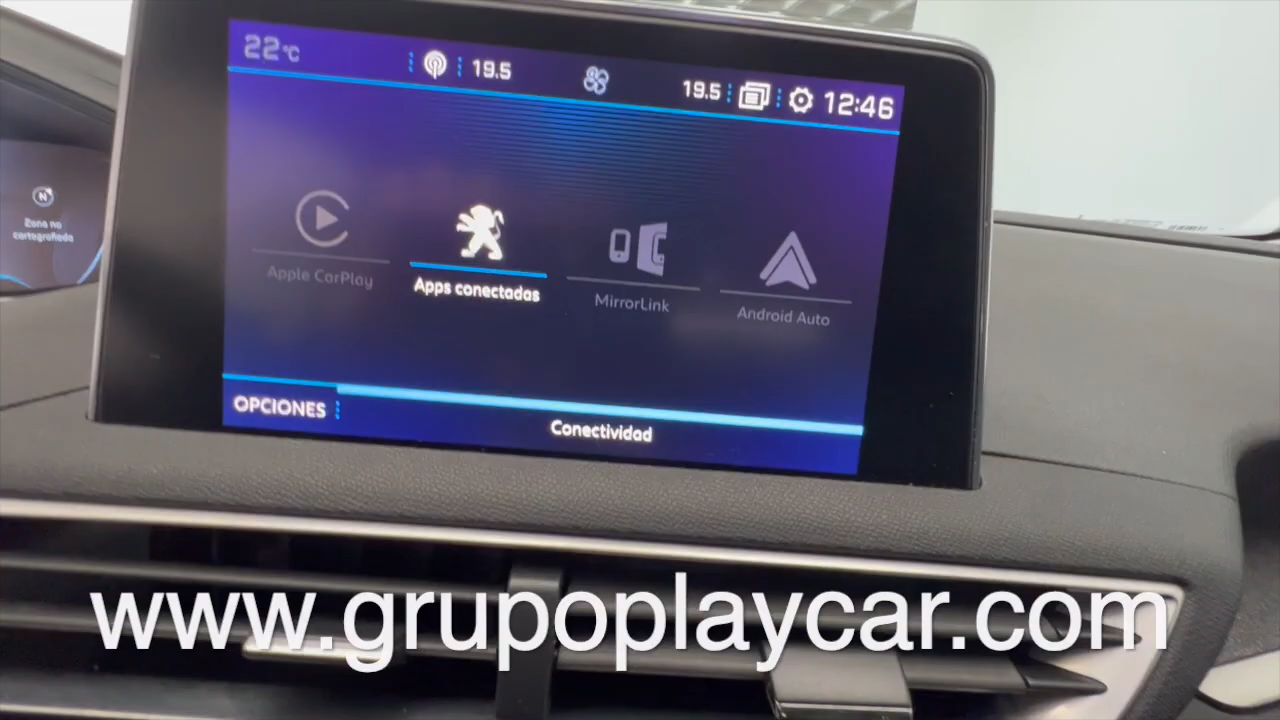 22°C 19.5 19.5 12:46
N
Zona no
cartografiada
Apple CarPlay
Apps conectadas
MirrorLink
Android Auto
OPCIONES
Conectividad
www.grupoplaycar.com